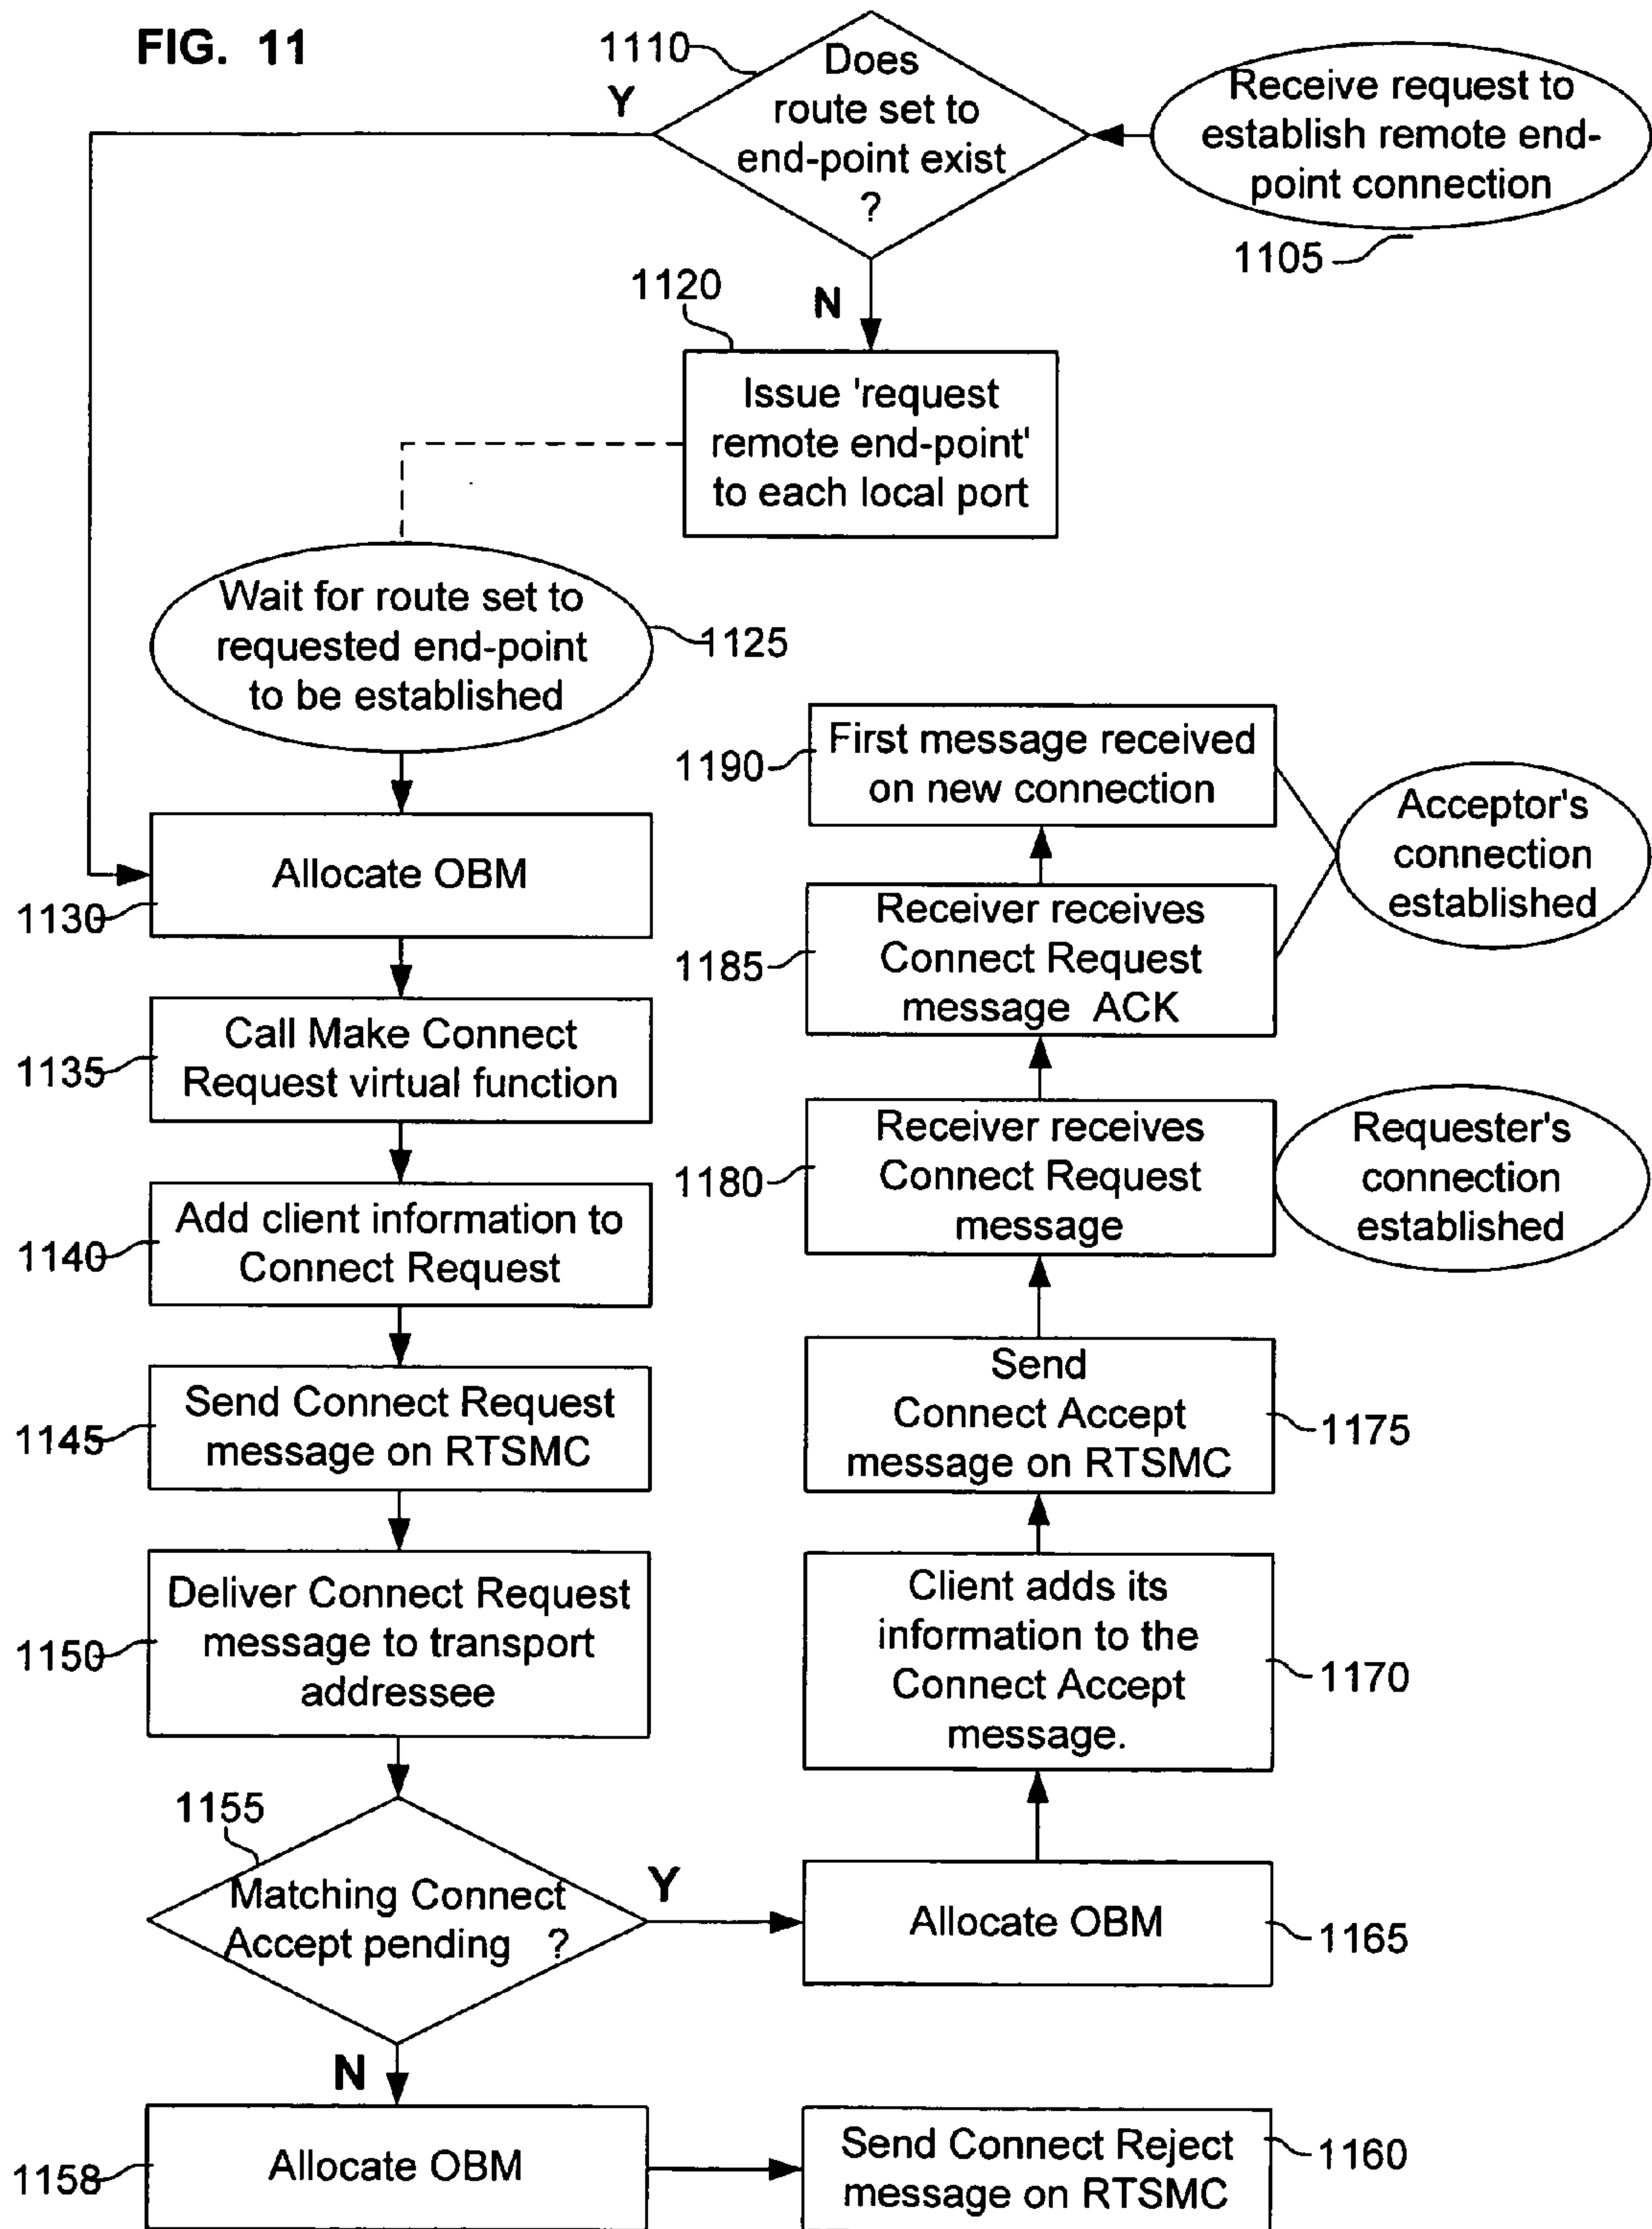 FIG. 11
1110
Does
route set to
end-point exist
?
Y
N
Receive request to
establish remote end-
point connection
1105
1120
Issue 'request
remote end-point'
to each local port
Wait for route set to
requested end-point
to be established
1125
Allocate OBM
1130
Call Make Connect
Request virtual function
1135
Add client information to
Connect Request
1140
Send Connect Request
message on RTSMC
1145
Deliver Connect Request
message to transport
addressee
1150
1155
Matching Connect
Accept pending ?
Y
N
Allocate OBM
1158
Send Connect Reject
message on RTSMC
1160
Allocate OBM
1165
Client adds its
information to the
Connect Accept
message.
1170
Send
Connect Accept
message on RTSMC
1175
Receiver receives
Connect Request
message
1180
Requester's
connection
established
Receiver receives
Connect Request
message ACK
1185
First message received
on new connection
1190
Acceptor's
connection
established